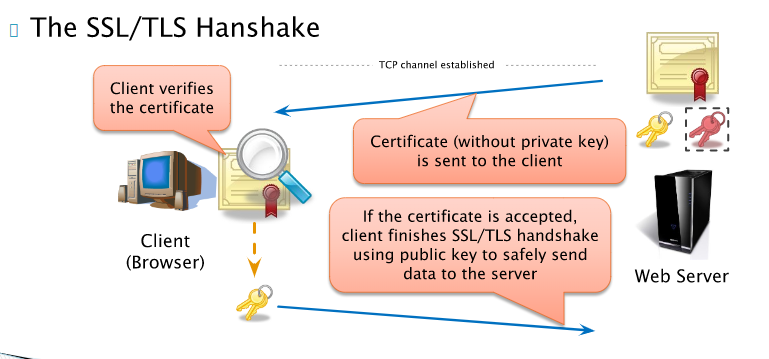 The SSL/TLS Hanshake
TCP channel established
Client verifies
the certificate
Certificate (without private key)
is sent to the client
If the certificate is accepted,
client finishes SSL/TLS handshake
using public key to safely send
data to the server
Client
(Browser)
Web Server